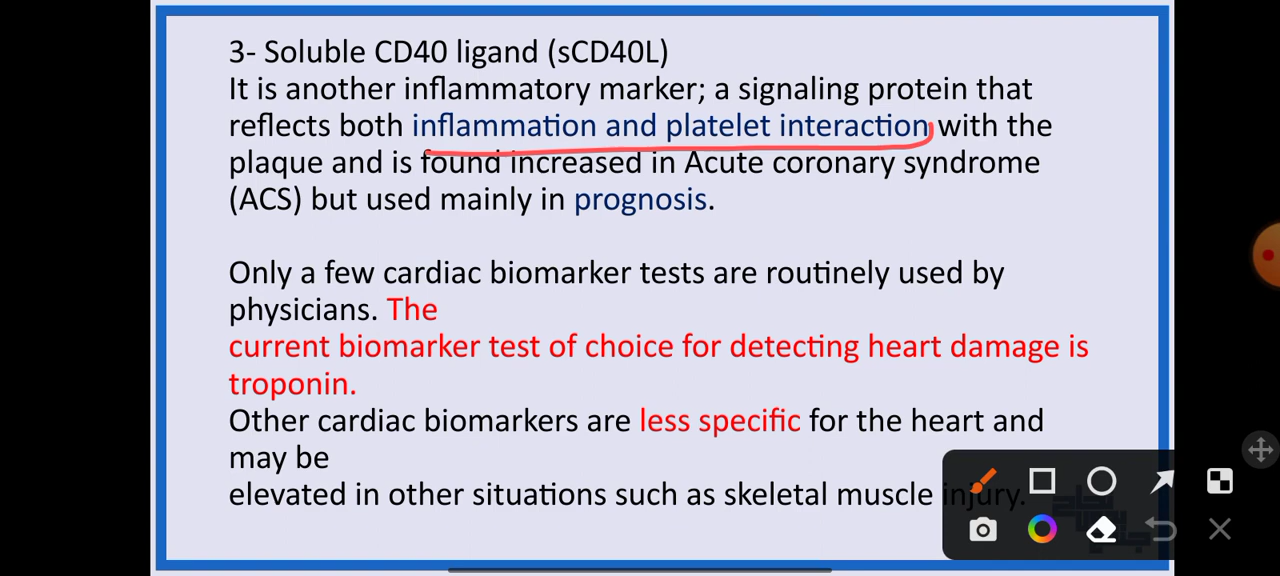 3- Soluble CD40 ligand (sCD40L)
It is another inflammatory marker; a signaling protein that
reflects both inflammation and platelet interaction with the
plaque and is found increased in Acute coronary syndrome
(ACS) but used mainly in prognosis.
Only a few cardiac biomarker tests are routinely used by
physicians. The
current biomarker test of choice for detecting heart damage is
troponin.
Other cardiac biomarkers are less specific for the heart and
may be
elevated in other situations such as skeletal muscle injury.